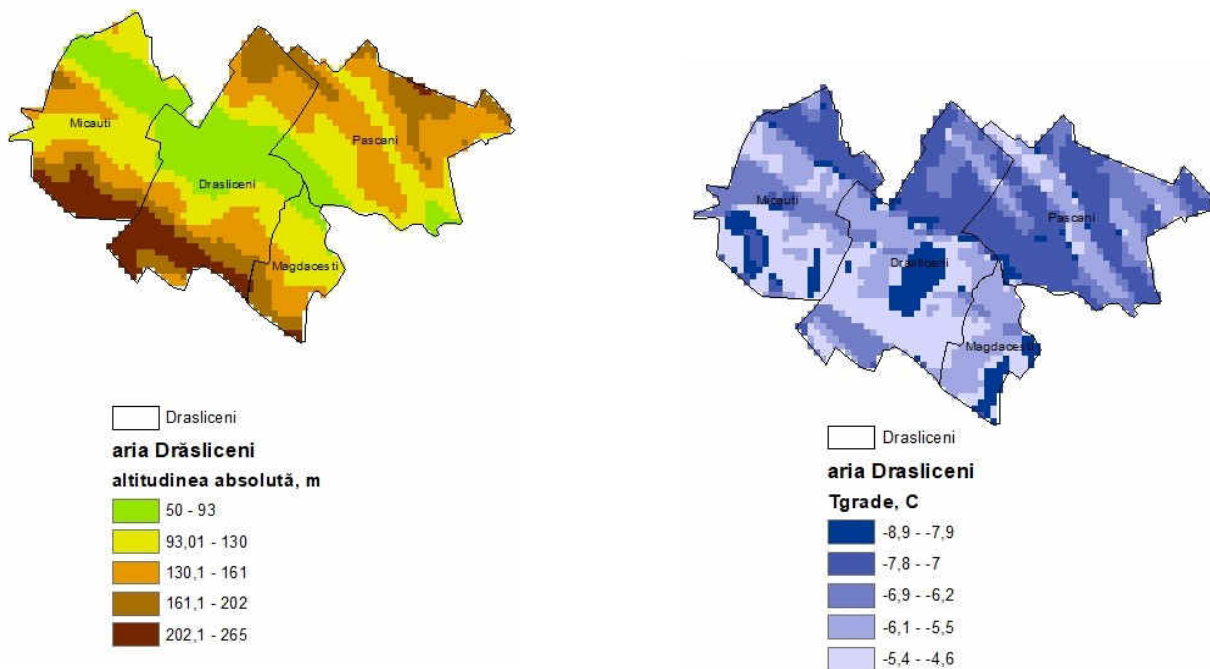 Micauti
Pascani
Drasliceni
Magdacesti
Drasliceni
aria Drăsliceni
altitudinea absolută, m
50 - 93
93,01 - 130
130,1 - 161
161,1 - 202
202,1 - 265
Micauti
Pascani
Drasliceni
Magdacesti
Drasliceni
aria Drasliceni
Tgrade, C
-8,9 - -7,9
-7,8 - -7
-6,9 - -6,2
-6,1 - -5,5
-5,4 - -4,6